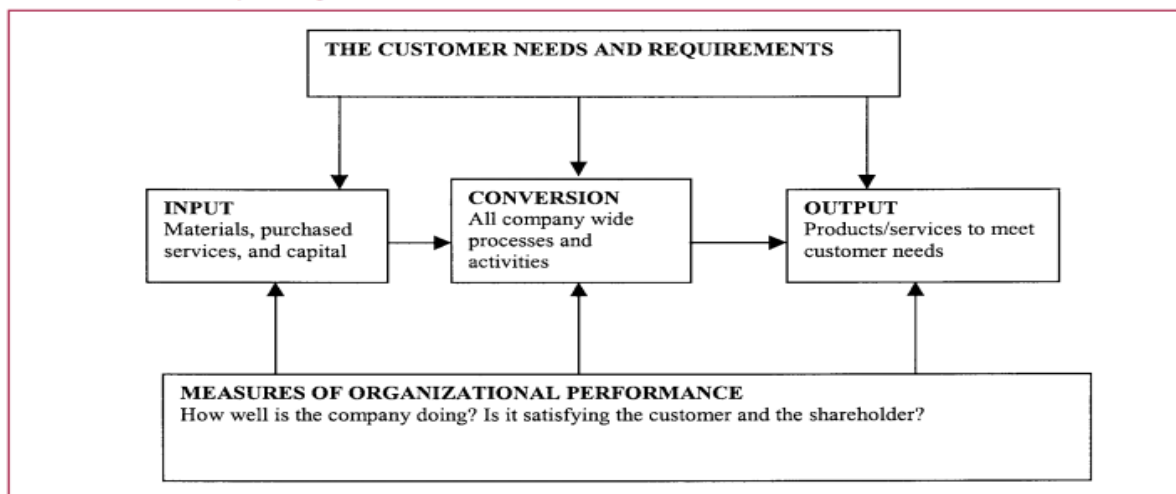 THE CUSTOMER NEEDS AND REQUIREMENTS
INPUT
Materials, purchased
services, and capital
CONVERSION
All company wide
processes and
activities
OUTPUT
Products/services to meet
customer needs
MEASURES OF ORGANIZATIONAL PERFORMANCE
How well is the company doing? Is it satisfying the customer and the shareholder?